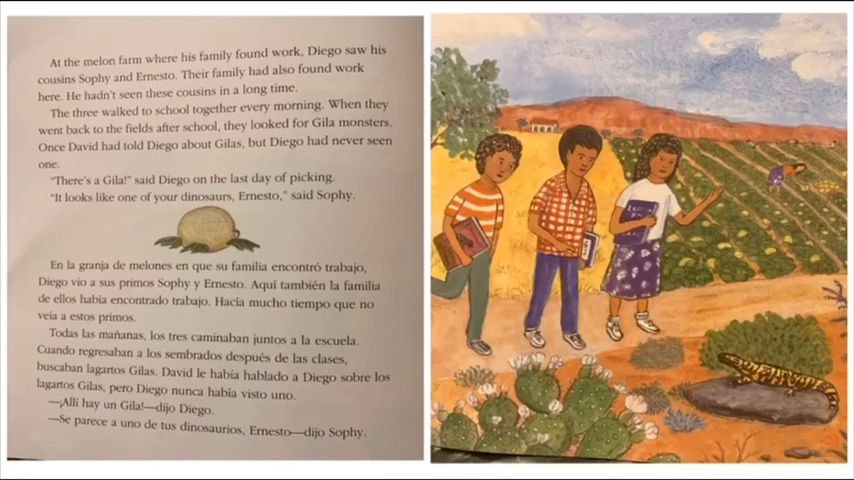 At the melon farm where his family found work, Diego saw his
cousins Sophy and Ernesto. Their family had also found work
here. He hadn't seen these cousins in a long time.
The three walked to school together every morning. When they
went back to the fields after school, they looked for Gila monsters.
Once David had told Diego about Gilas, but Diego had never seen
one.
"There's a Gila!" said Diego on the last day of picking.
"It looks like one of your dinosaurs, Ernesto," said Sophy.
En la granja de melones en que su familia encontró trabajo,
Diego vio a sus primos Sophy y Ernesto. Aquí también la familia
de ellos había encontrado trabajo. Hacía mucho tiempo que no
veía a estos primos.
Todas las mañanas, los tres caminaban juntos a la escuela.
Cuando regresaban a los sembrados después de las clases,
buscaban lagartos Gilas. David le había hablado a Diego sobre los
lagartos Gilas, pero Diego nunca había visto uno.
—¡Allí hay un Gila!—dijo Diego.
—Se parece a uno de tus dinosaurios, Ernesto—dijo Sophy.